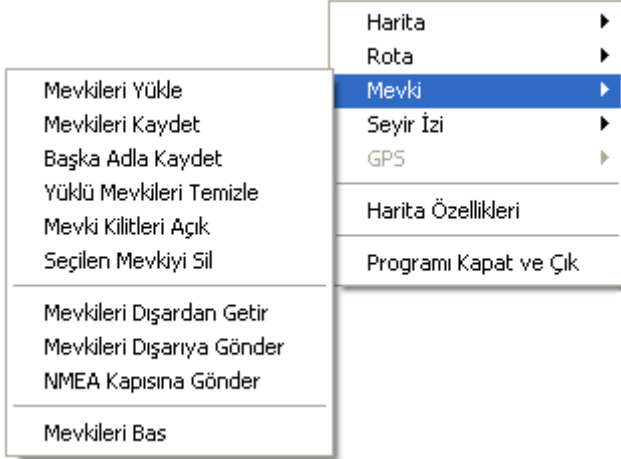 Harita
Rota
Mevki
Seyir İzi
GPS
Harita Özellikleri
Programı Kapat ve Çık
Mevkileri Yükle
Mevkileri Kaydet
Başka Adla Kaydet
Yüklü Mevkileri Temizle
Mevki Kilitleri Açık
Seçilen Mevkiyi Sil
Mevkileri Dışardan Getir
Mevkileri Dışarıya Gönder
NMEA Kapısına Gönder
Mevkileri Bas